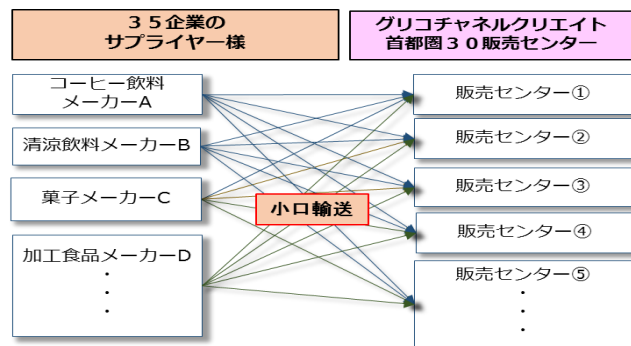 ３５企業の
サプライヤー様
グリコチャネルクリエイト
首都圏３０販売センター
コーヒー飲料
メーカーA
清涼飲料メーカーB
菓子メーカーC
加工食品メーカーD
・
・
・
小口輸送
販売センター①
販売センター②
販売センター③
販売センター④
販売センター⑤
・
・
・